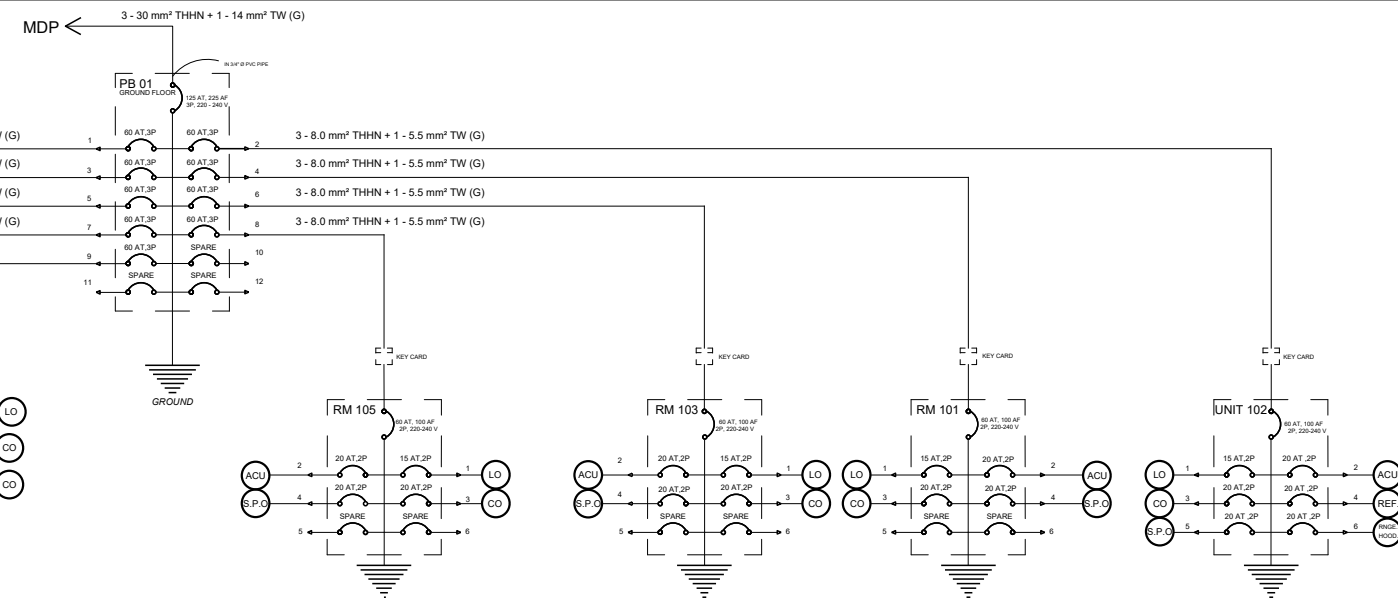 3 - 30 mm² THHN + 1 - 14 mm² TW (G)
MDP
IN 3/4" Ø PVC PIPE
PB 01
GROUND FLOOR
125 AT, 225 AF
3P, 220 - 240 V
(G) 1 60 AT,3P 60 AT,3P 2 3 - 8.0 mm² THHN + 1 - 5.5 mm² TW (G)
(G) 3 60 AT,3P 60 AT,3P 4 3 - 8.0 mm² THHN + 1 - 5.5 mm² TW (G)
(G) 5 60 AT,3P 60 AT,3P 6 3 - 8.0 mm² THHN + 1 - 5.5 mm² TW (G)
(G) 7 60 AT,3P 60 AT,3P 8 3 - 8.0 mm² THHN + 1 - 5.5 mm² TW (G)
9 60 AT,3P SPARE 10
11 SPARE SPARE 12
GROUND
LO
CO
CO
KEY CARD
RM 105
60 AT, 100 AF
2P, 220-240 V
ACU 2 20 AT,2P 15 AT,2P 1 LO
S.P.O 4 20 AT,2P 20 AT,2P 3 CO
5 SPARE SPARE 6
KEY CARD
RM 103
60 AT, 100 AF
2P, 220-240 V
ACU 2 20 AT,2P 15 AT,2P 1 LO
S.P.O 4 20 AT,2P 20 AT,2P 3 CO
5 SPARE SPARE 6
KEY CARD
RM 101
60 AT, 100 AF
2P, 220-240 V
LO 1 15 AT,2P 20 AT,2P 2 ACU
CO 3 20 AT,2P 20 AT,2P 4 S.P.O
5 SPARE SPARE 6
KEY CARD
UNIT 102
60 AT, 100 AF
2P, 220-240 V
LO 1 15 AT,2P 20 AT,2P 2 ACU
CO 3 20 AT,2P 20 AT,2P 4 REF.
S.P.O 5 20 AT,2P 20 AT,2P 6 RNGE.
HOOD.